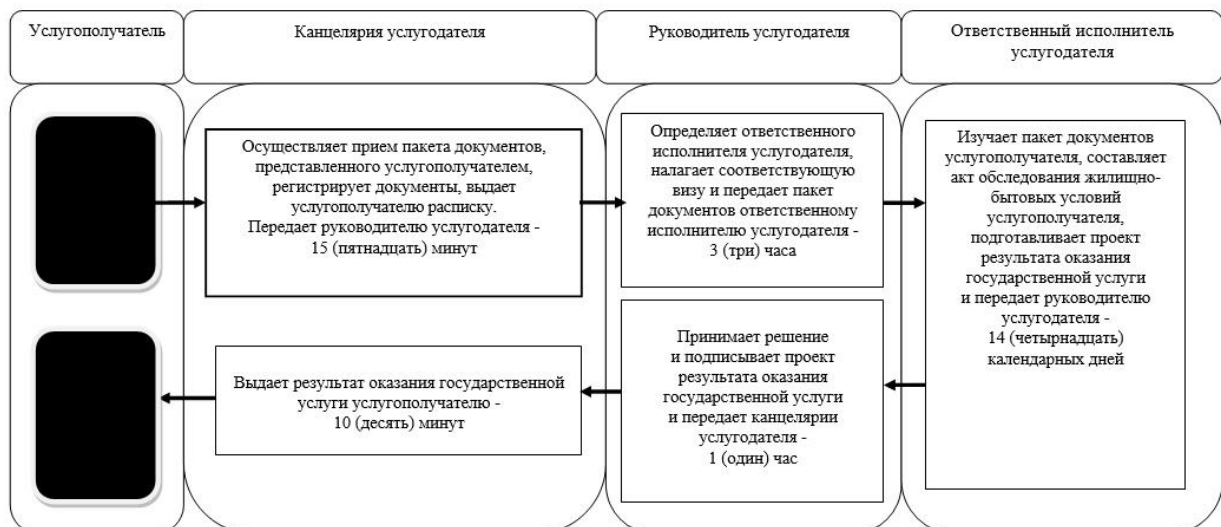 Услугополучатель
Канцелярия услугодателя
Руководитель услугодателя
Ответственный исполнитель
услугодателя
Осуществляет прием пакета документов,
представленного услугополучателем,
регистрирует документы, выдает
услугополучателю расписку.
Передает руководителю услугодателя -
15 (пятнадцать) минут
Определяет ответственного
исполнителя услугодателя,
налагает соответствующую
визу и передает пакет
документов ответственному
исполнителю услугодателя -
3 (три) часа
Изучает пакет документов
услугополучателя, составляет
акт обследования жилищно-
бытовых условий
услугополучателя,
подготавливает проект
результата оказания
государственной услуги
и передает руководителю
услугодателя -
14 (четырнадцать)
календарных дней
Принимает решение
и подписывает проект
результата оказания
государственной услуги
и передает канцелярии
услугодателя -
1 (один) час
Выдает результат оказания государственной
услуги услугополучателю -
10 (десять) минут